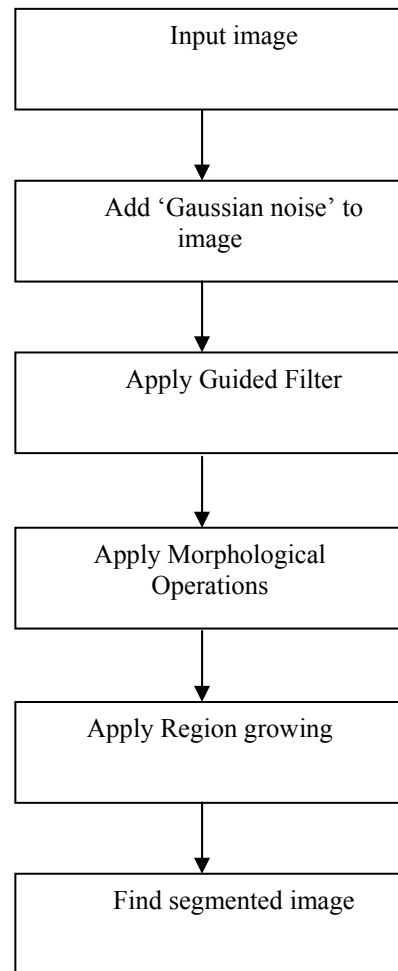 Input image
Add ‘Gaussian noise’ to
image
Apply Guided Filter
Apply Morphological
Operations
Apply Region growing
Find segmented image